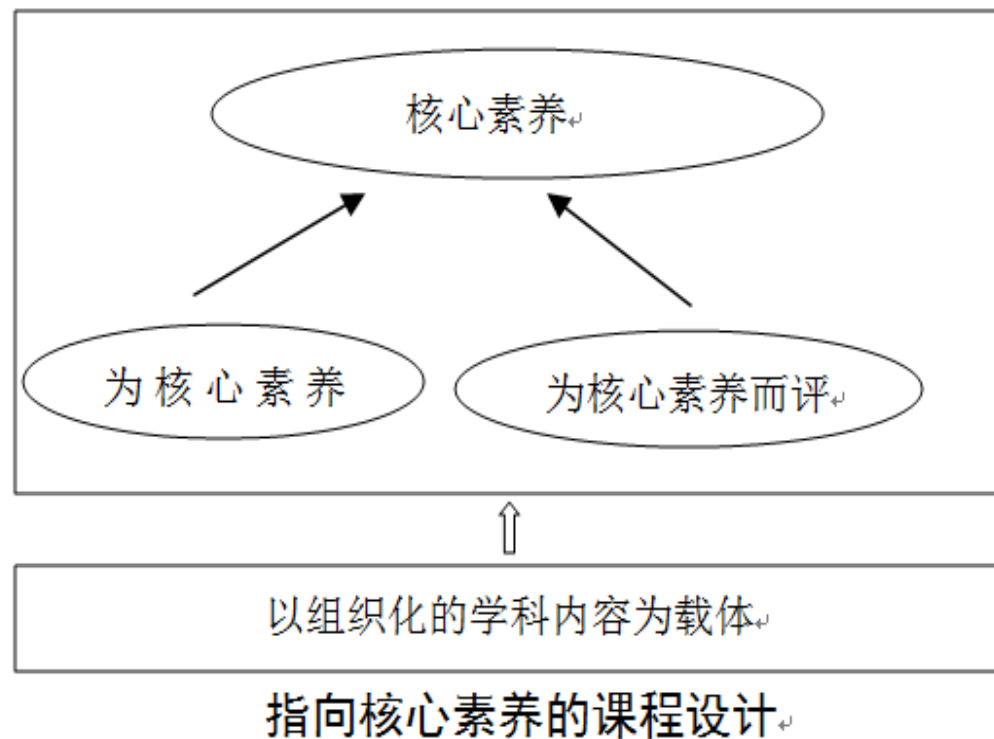 核心素养
为核心素养
为核心素养而评
以组织化的学科内容为载体
指向核心素养的课程设计